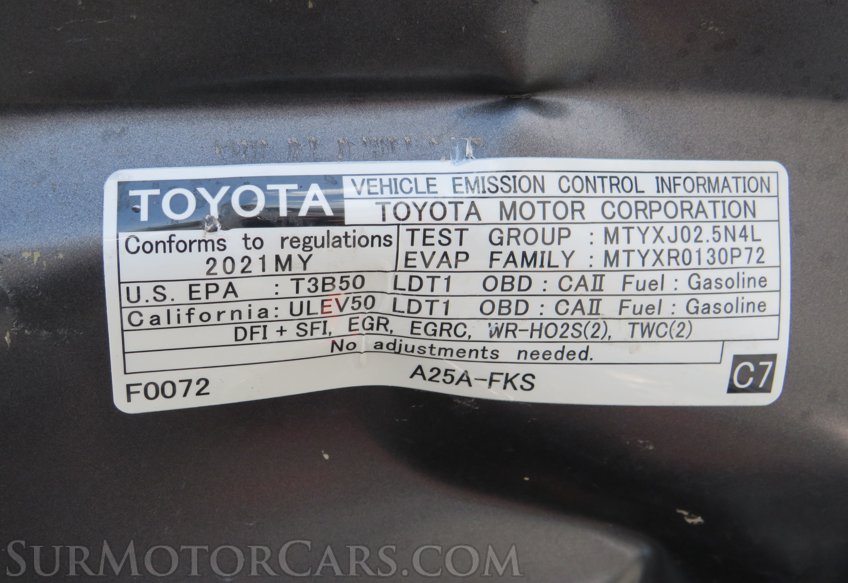 TOYOTA
VEHICLE EMISSION CONTROL INFORMATION
TOYOTA MOTOR CORPORATION
Conforms to regulations
2021MY
TEST GROUP : MTYXJ02.5N4L
EVAP FAMILY : MTYXR0130P72
U.S. EPA : T3B50 LDT1 OBD : CAII Fuel : Gasoline
California: ULEV50 LDT1 OBD : CAII Fuel : Gasoline
DFI + SFI, EGR, EGRC, WR-HO2S(2), TWC(2)
No adjustments needed.
F0072
A25A-FKS
C7
SurMotorCars.com